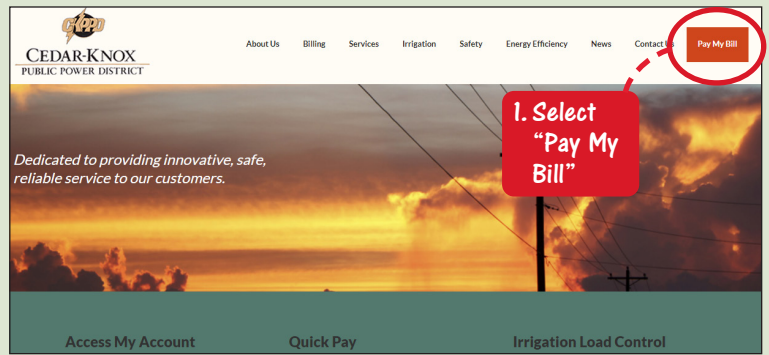 CKPPD
CEDAR-KNOX
PUBLIC POWER DISTRICT
About Us Billing Services Irrigation Safety Energy Efficiency News Contact Us Pay My Bill
1. Select
"Pay My
Bill"
Dedicated to providing innovative, safe,
reliable service to our customers.
Access My Account Quick Pay Irrigation Load Control